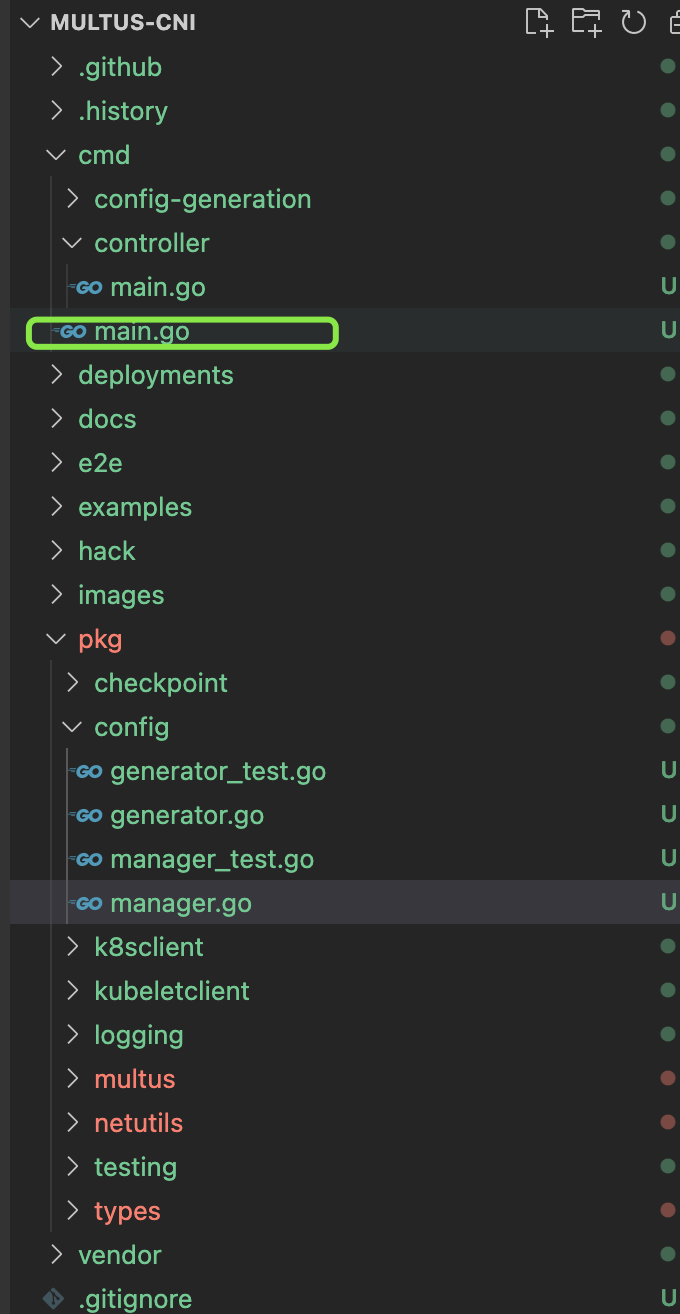 MULTUS-CNI
.github
.history
cmd
config-generation
controller
GO main.go U
GO main.go U
deployments
docs
e2e
examples
hack
images
pkg
checkpoint
config
GO generator_test.go U
GO generator.go U
GO manager_test.go U
GO manager.go U
k8sclient
kubeletclient
logging
multus
netutils
testing
types
vendor
.gitignore U